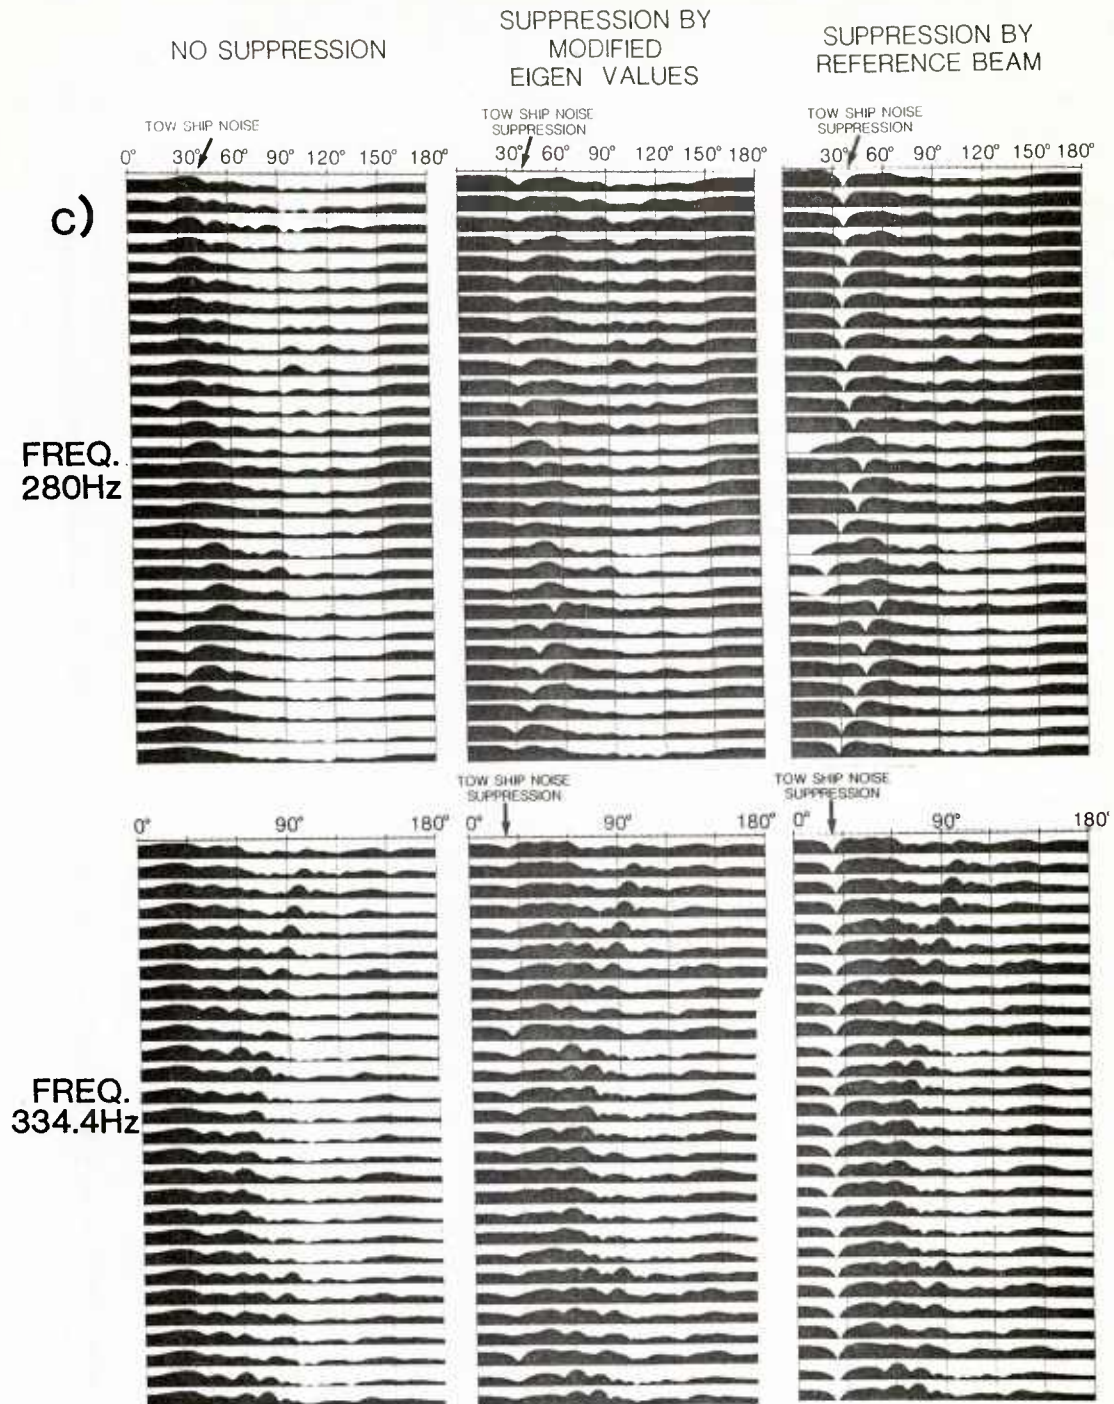 NO SUPPRESSION
SUPPRESSION BY
MODIFIED
EIGEN VALUES
SUPPRESSION BY
REFERENCE BEAM
TOW SHIP NOISE
TOW SHIP NOISE
SUPPRESSION
TOW SHIP NOISE
SUPPRESSION
0° 30° 60° 90° 120° 150° 180°
30° 60° 90° 120° 150° 180°
30° 60° 90° 120° 150° 180°
c)
FREQ.
280Hz
TOW SHIP NOISE
SUPPRESSION
TOW SHIP NOISE
SUPPRESSION
0° 90° 180°
0° 90° 180°
0° 90° 180°
FREQ.
334.4Hz